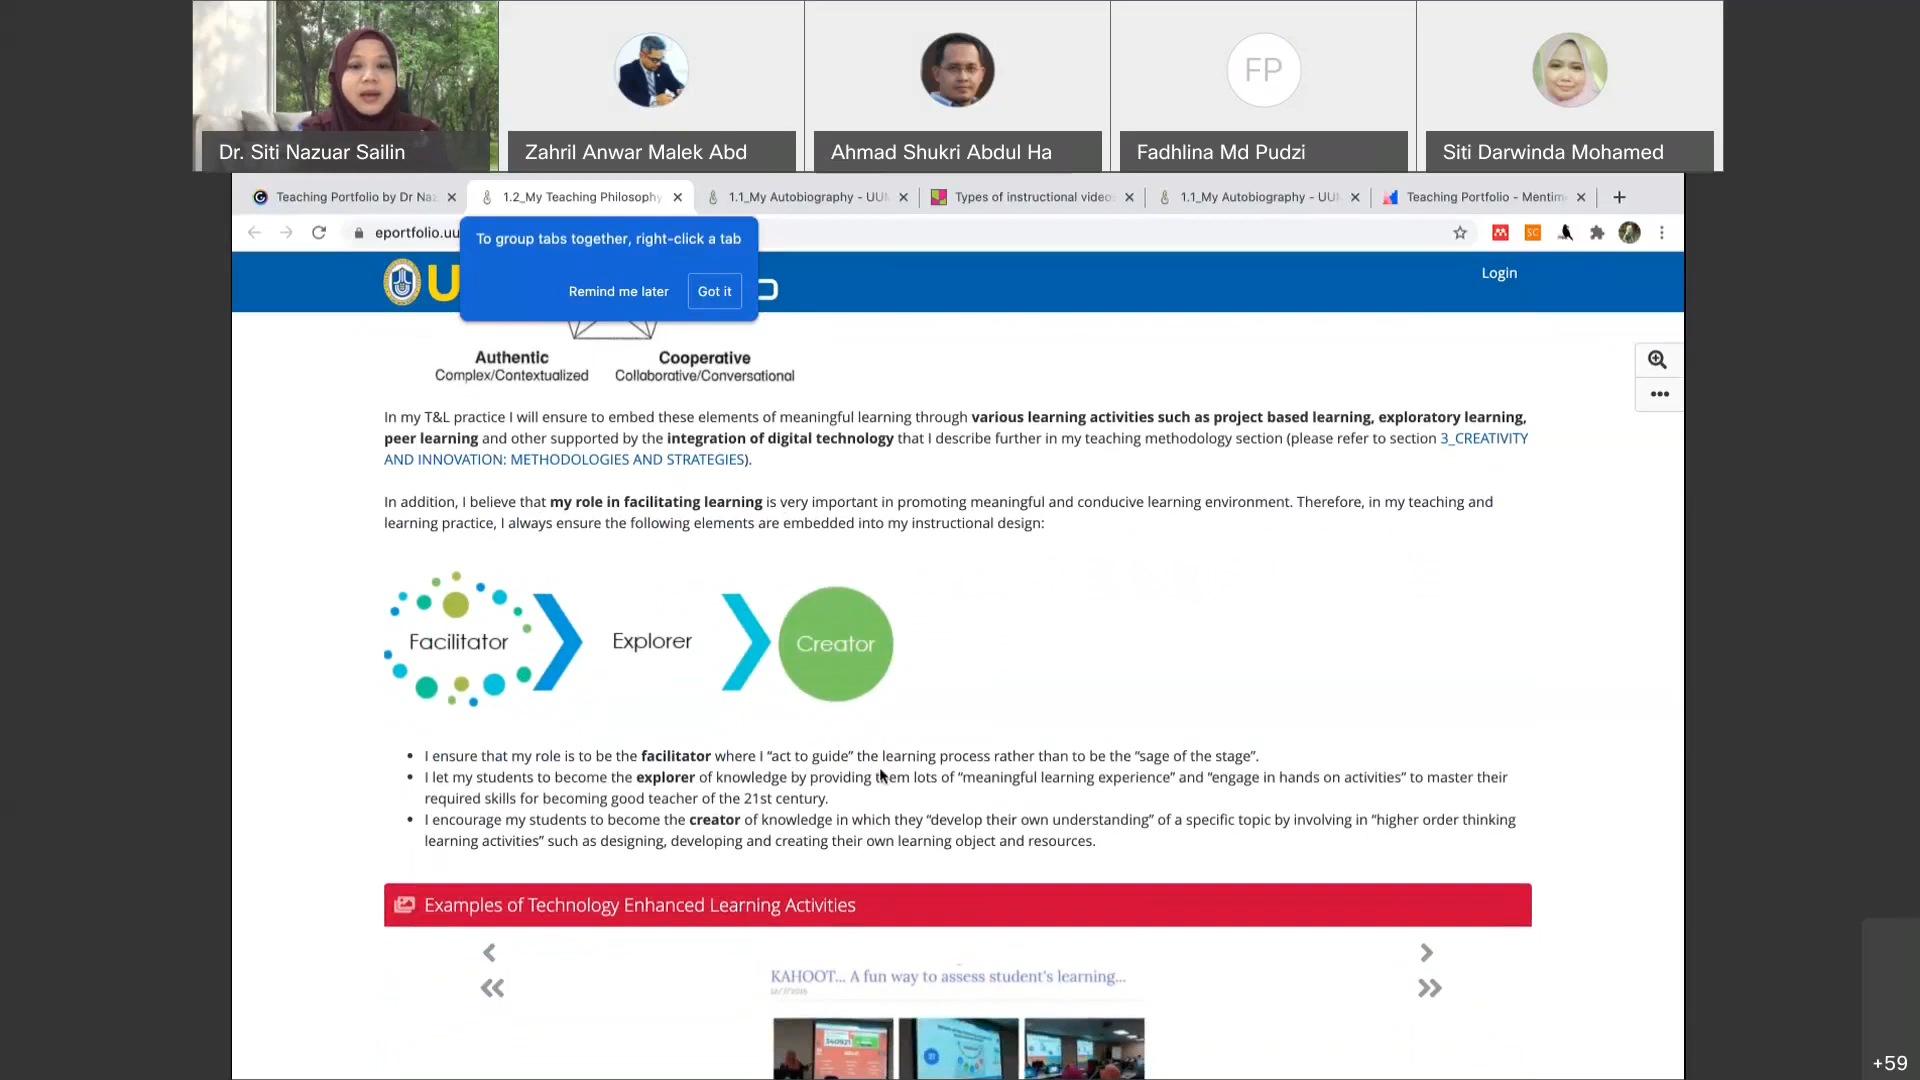 Dr. Siti Nazuar Sailin
Zahril Anwar Malek Abd
Ahmad Shukri Abdul Ha
FP
Fadhlina Md Pudzi
Siti Darwinda Mohamed
Teaching Portfolio by Dr Naz
1.2_My Teaching Philosophy
1.1_My Autobiography - UUM
Types of instructional videos
1.1_My Autobiography - UUM
Teaching Portfolio - Mentim
eportfolio.uu
SC
To group tabs together, right-click a tab
Remind me later
Got it
U
Login
Authentic
Complex/Contextualized
Cooperative
Collaborative/Conversational
In my T&L practice I will ensure to embed these elements of meaningful learning through various learning activities such as project based learning, exploratory learning,
peer learning and other supported by the integration of digital technology that I describe further in my teaching methodology section (please refer to section 3_CREATIVITY
AND INNOVATION: METHODOLOGIES AND STRATEGIES).
In addition, I believe that my role in facilitating learning is very important in promoting meaningful and conducive learning environment. Therefore, in my teaching and
learning practice, I always ensure the following elements are embedded into my instructional design:
Facilitator
Explorer
Creator
• I ensure that my role is to be the facilitator where I “act to guide” the learning process rather than to be the “sage of the stage”.
• I let my students to become the explorer of knowledge by providing them lots of “meaningful learning experience” and “engage in hands on activities” to master their
required skills for becoming good teacher of the 21st century.
• I encourage my students to become the creator of knowledge in which they “develop their own understanding” of a specific topic by involving in “higher order thinking
learning activities” such as designing, developing and creating their own learning object and resources.
Examples of Technology Enhanced Learning Activities
KAHOOT... A fun way to assess student's learning...
+59